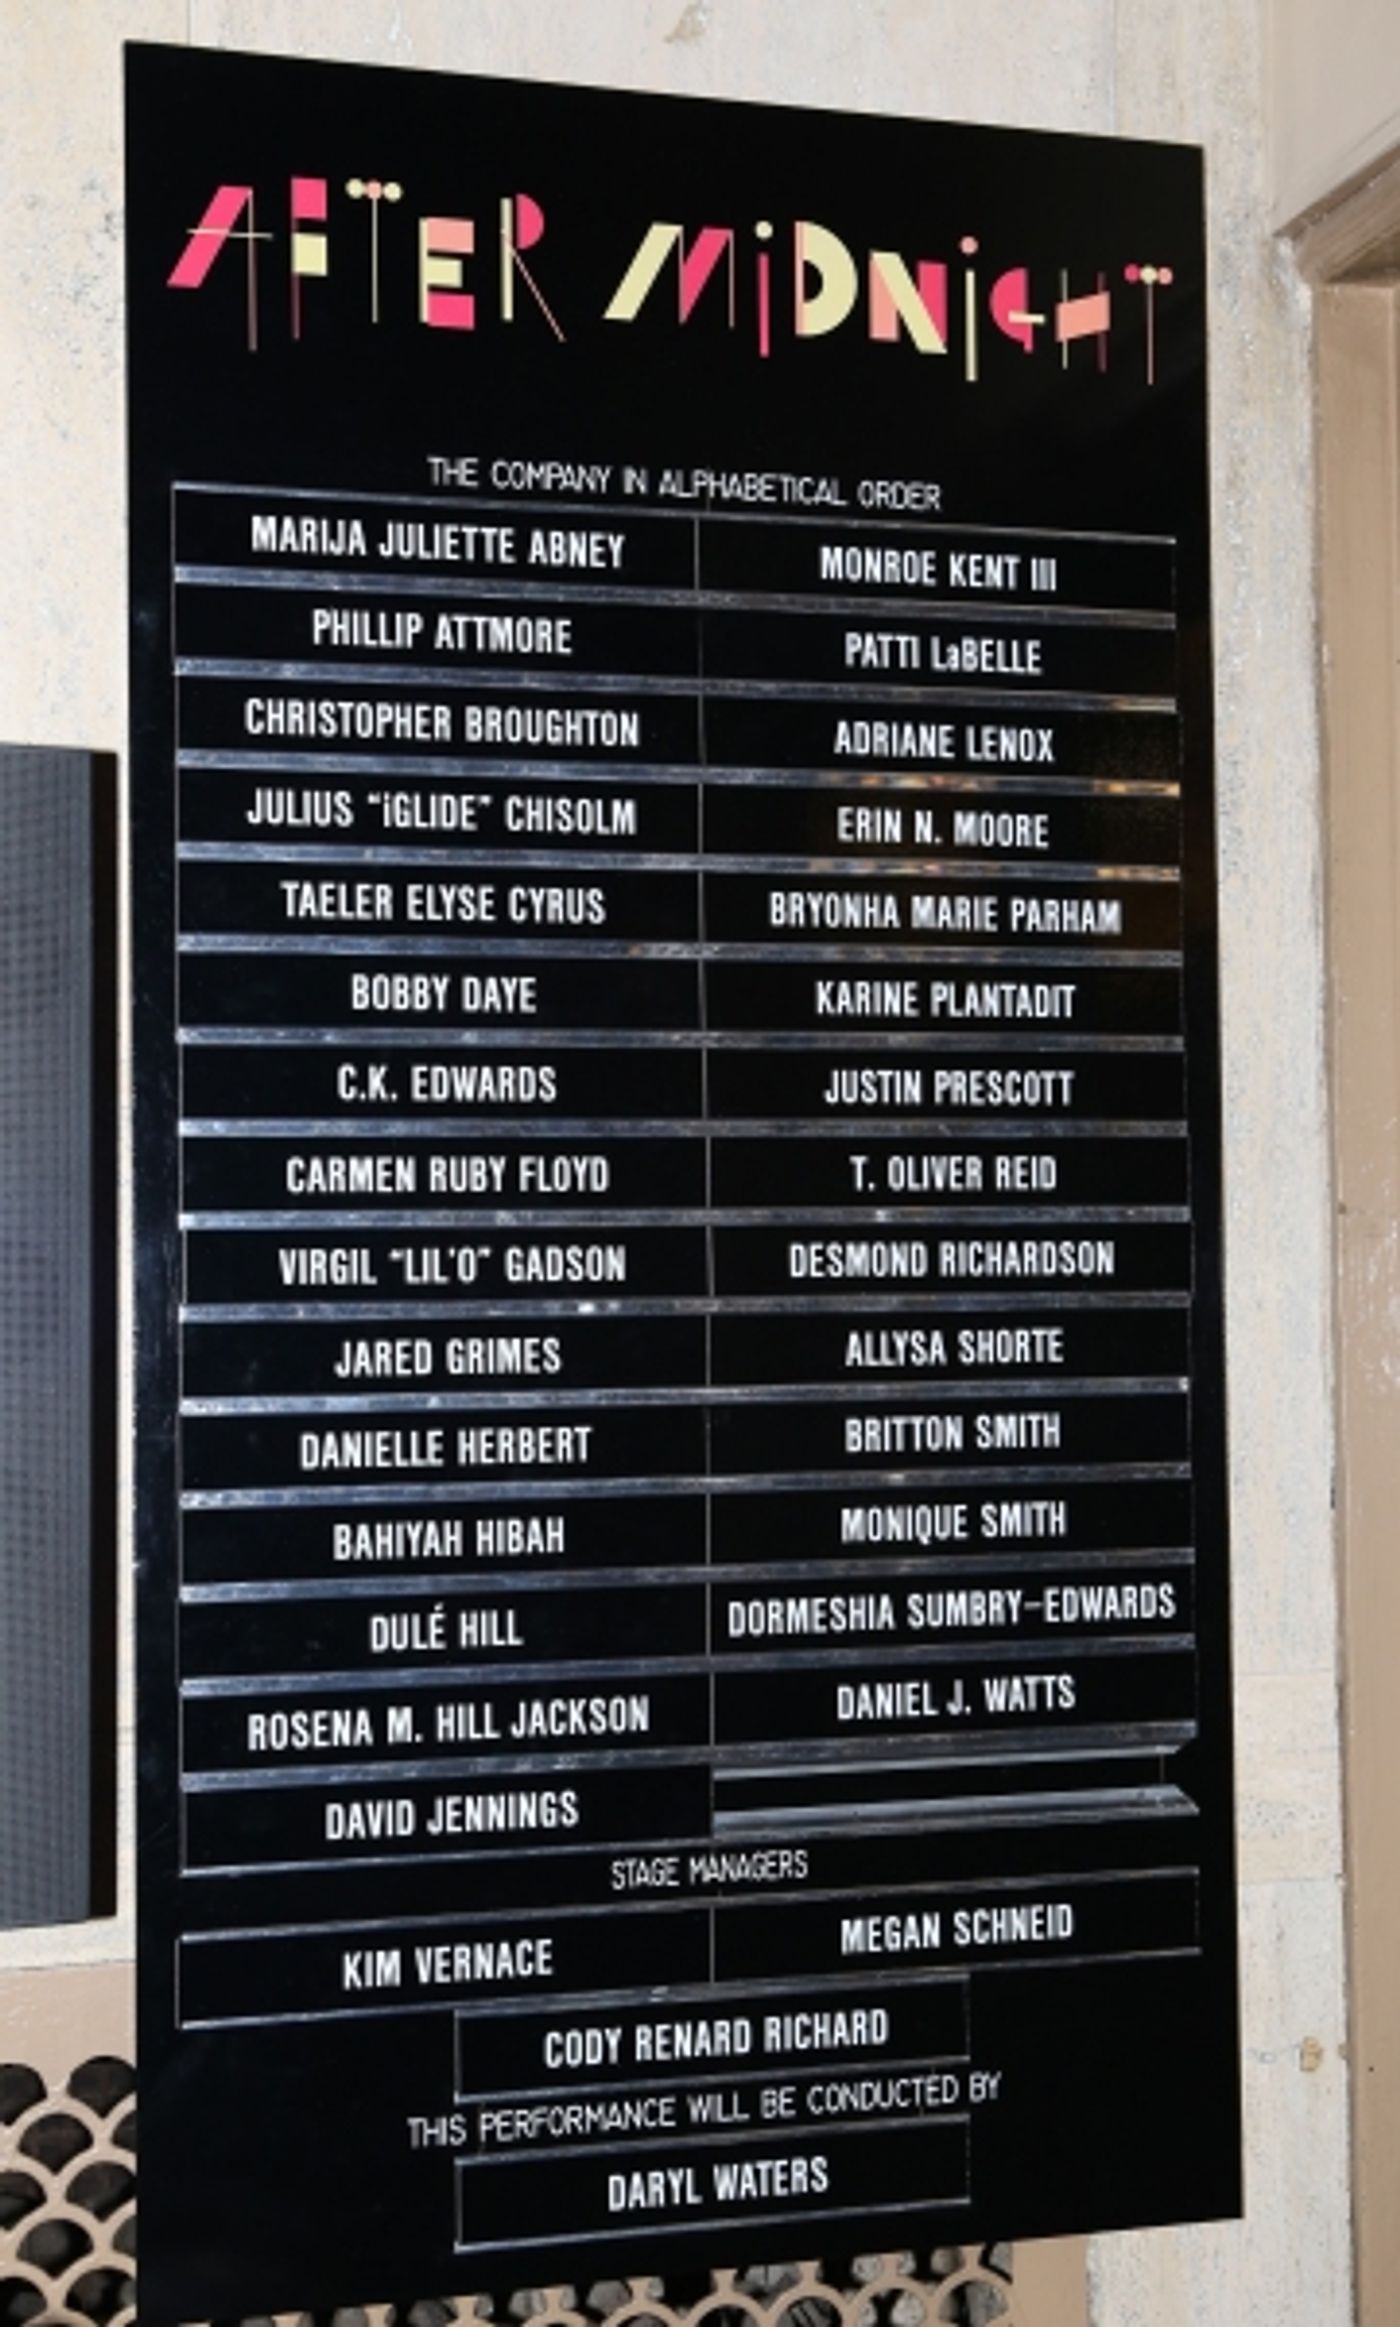 AFTER MiDNiGHT
THE COMPANY IN ALPHABETICAL ORDER
MARIJA JULIETTE ABNEY
PHILLIP ATTMORE
CHRISTOPHER BROUGHTON
JULIUS “iGLIDE” CHISOLM
TAELER ELYSE CYRUS
BOBBY DAYE
C.K. EDWARDS
CARMEN RUBY FLOYD
VIRGIL “LIL’O” GADSON
JARED GRIMES
DANIELLE HERBERT
BAHIYAH HIBAH
DULÉ HILL
ROSENA M. HILL JACKSON
DAVID JENNINGS
MONROE KENT III
PATTI LaBELLE
ADRIANE LENOX
ERIN N. MOORE
BRYONHA MARIE PARHAM
KARINE PLANTADIT
JUSTIN PRESCOTT
T. OLIVER REID
DESMOND RICHARDSON
ALLYSA SHORTE
BRITTON SMITH
MONIQUE SMITH
DORMESHIA SUMBRY-EDWARDS
DANIEL J. WATTS
STAGE MANAGERS
KIM VERNACE
MEGAN SCHNEID
CODY RENARD RICHARD
THIS PERFORMANCE WILL BE CONDUCTED BY
DARYL WATERS